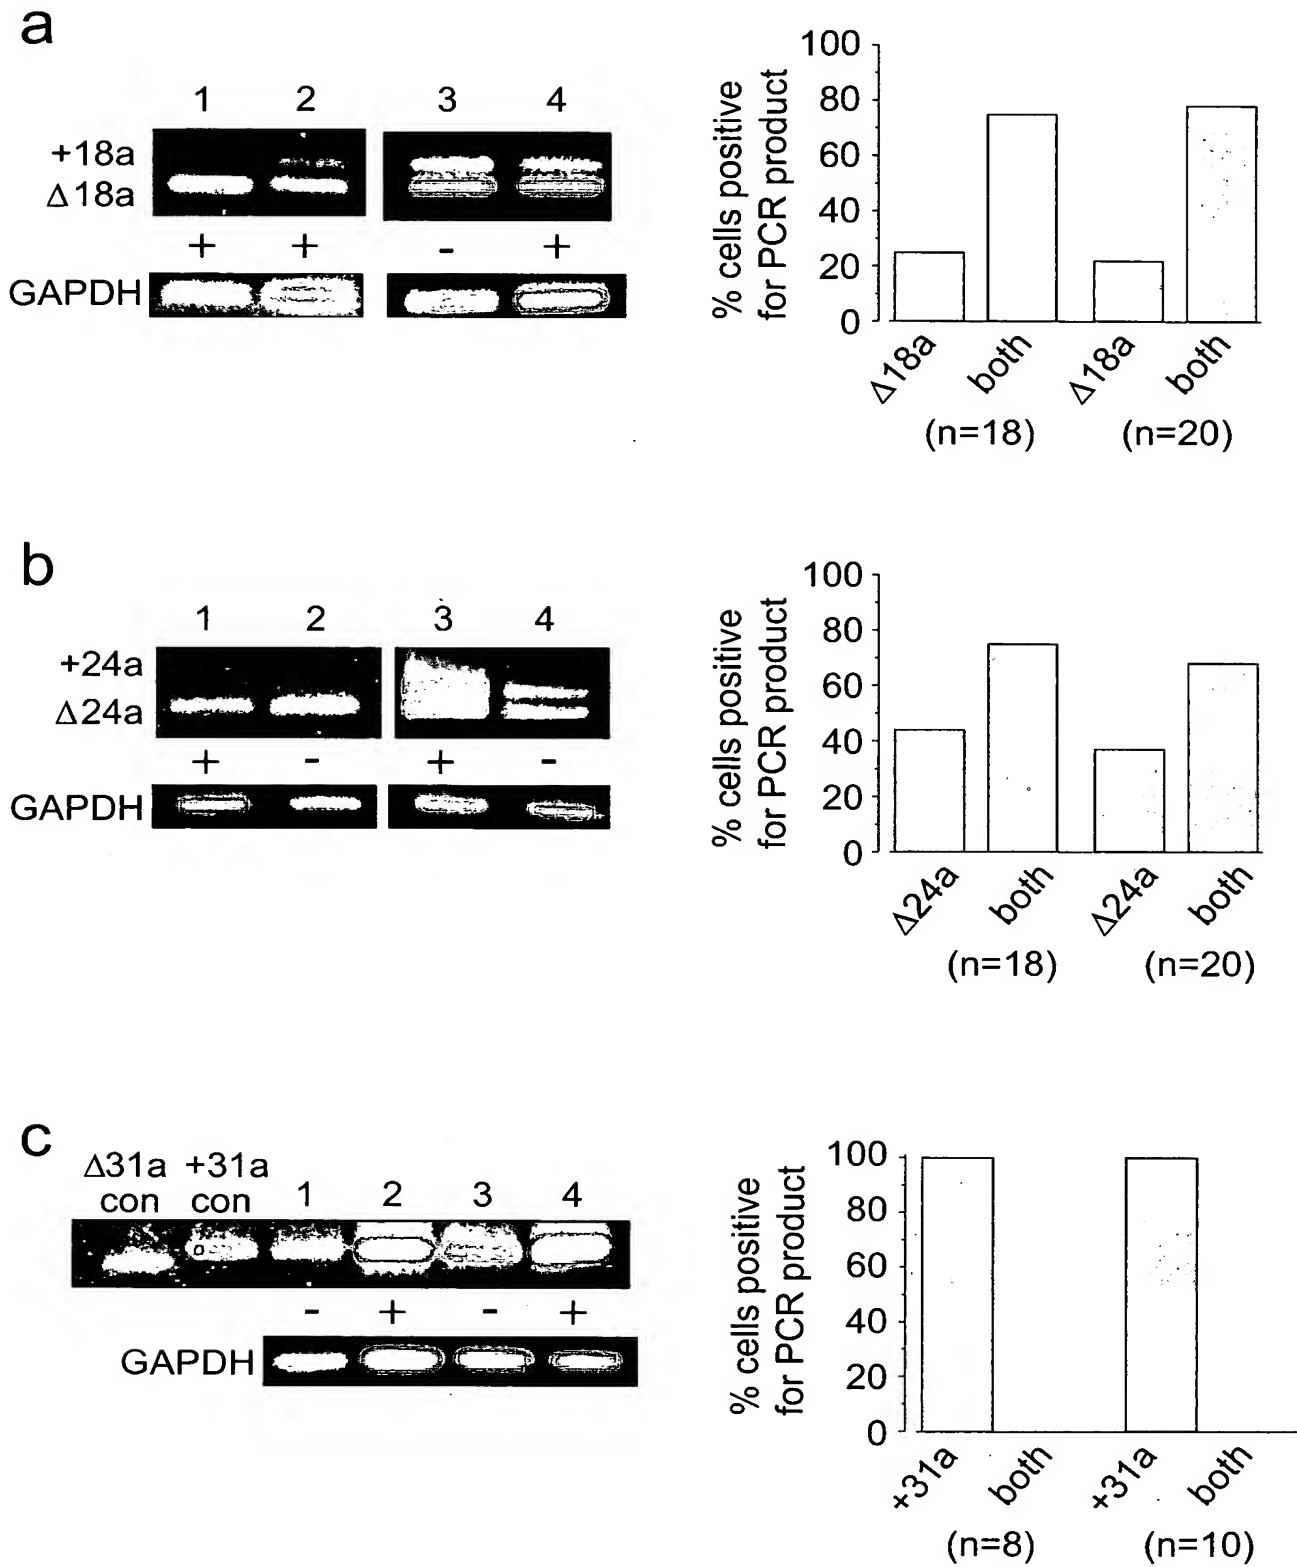 a
1 2 3 4
+18a
Δ18a
+ + - +
GAPDH
% cells positive
for PCR product
100
80
60
40
20
0
Δ18a both Δ18a both
(n=18) (n=20)
b
1 2 3 4
+24a
Δ24a
+ - + -
GAPDH
% cells positive
for PCR product
100
80
60
40
20
0
Δ24a both Δ24a both
(n=18) (n=20)
c
Δ31a +31a
con con 1 2 3 4
- + - +
GAPDH
% cells positive
for PCR product
100
80
60
40
20
0
+31a both +31a both
(n=8) (n=10)